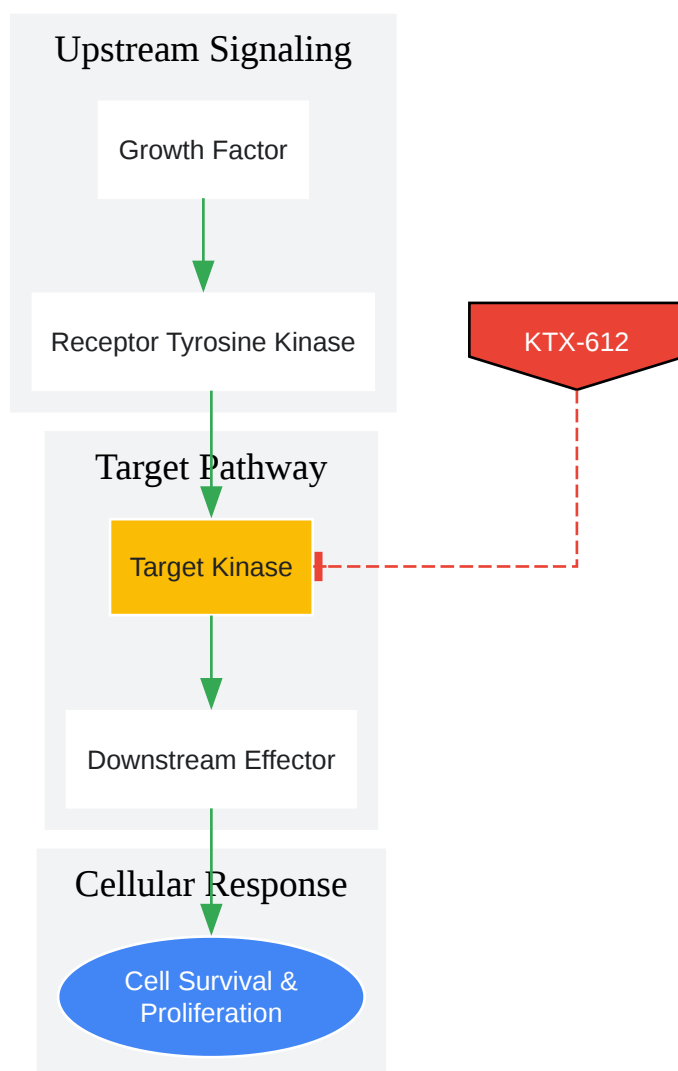 Upstream Signaling
Growth Factor
Receptor Tyrosine Kinase
KTX-612
Target Pathway
Target Kinase
Downstream Effector
Cellular Response
Cell Survival &
Proliferation